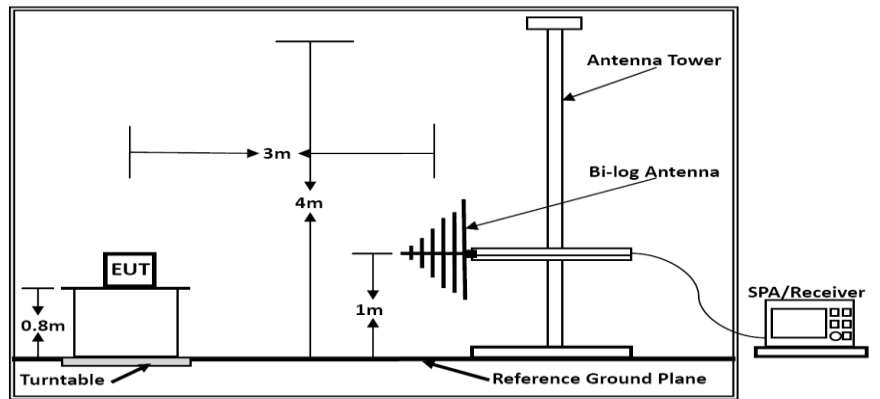 Antenna Tower
3m
Bi-log Antenna
4m
EUT
1m
SPA/Receiver
0.8m
Turntable
Reference Ground Plane